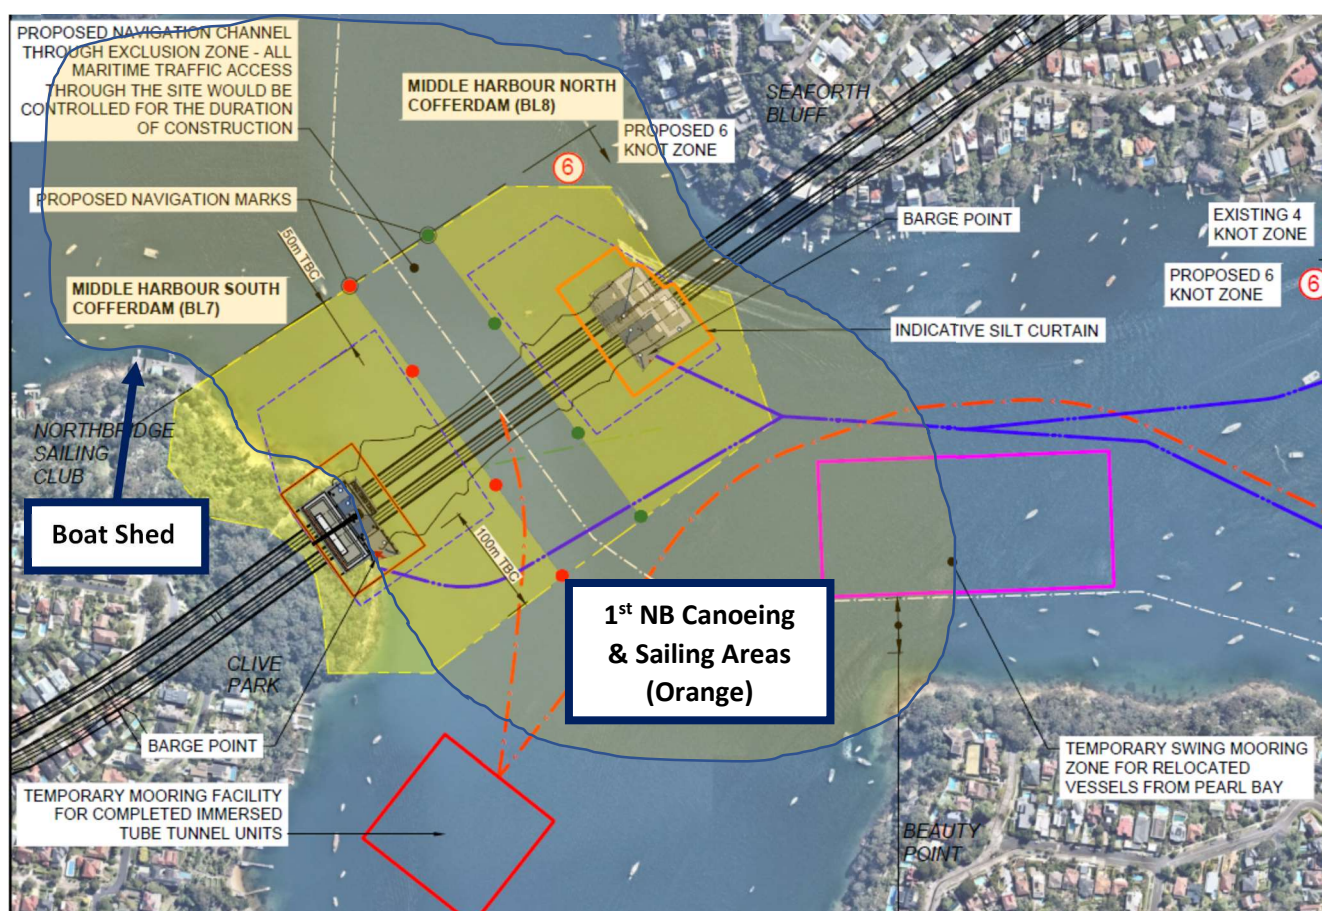 PROPOSED NAVIGATION CHANNEL
THROUGH EXCLUSION ZONE - ALL
MARITIME TRAFFIC ACCESS
THROUGH THE SITE WOULD BE
CONTROLLED FOR THE DURATION
OF CONSTRUCTION
MIDDLE HARBOUR NORTH
COFFERDAM (BL8)
SEAFORTH
BLUFF
PROPOSED 6
KNOT ZONE
6
PROPOSED NAVIGATION MARKS
BARGE POINT
EXISTING 4
KNOT ZONE
50m TBC
MIDDLE HARBOUR SOUTH
COFFERDAM (BL7)
PROPOSED 6
KNOT ZONE
6
INDICATIVE SILT CURTAIN
NORTHBRIDGE
SAILING
CLUB
Boat Shed
100m TBC
1st NB Canoeing
& Sailing Areas
(Orange)
CLIVE
PARK
BARGE POINT
TEMPORARY SWING MOORING
ZONE FOR RELOCATED
VESSELS FROM PEARL BAY
TEMPORARY MOORING FACILITY
FOR COMPLETED IMMERSED
TUBE TUNNEL UNITS
BEAUTY
POINT